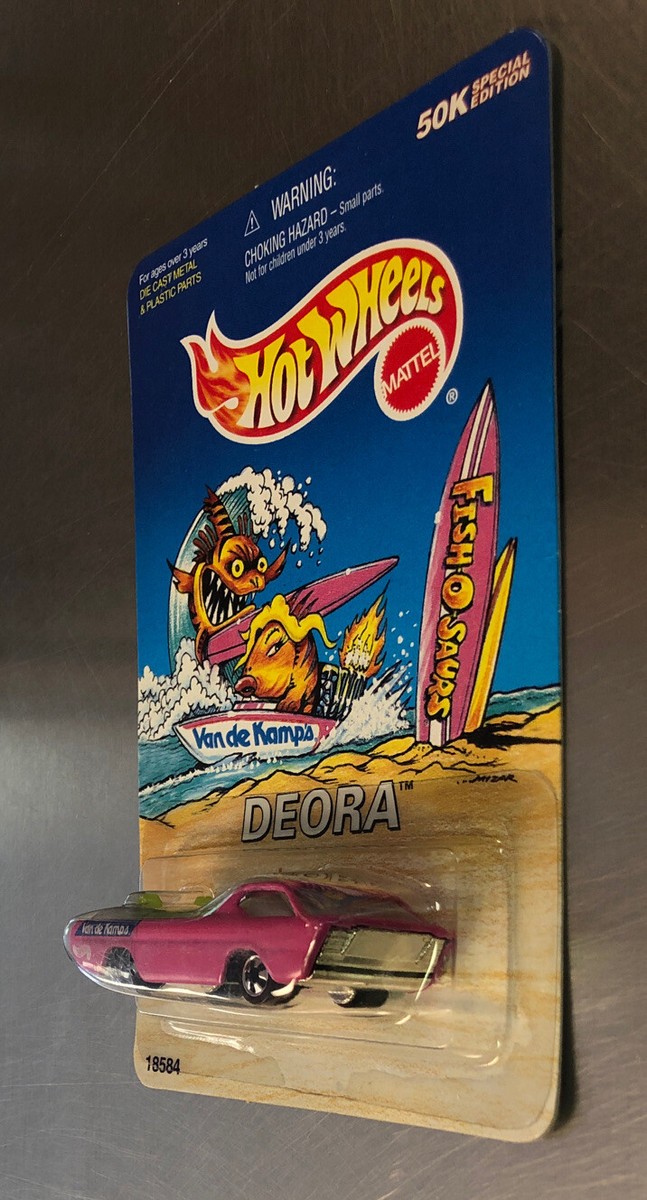 50K SPECIAL
EDITION
⚠ WARNING:
CHOKING HAZARD – Small parts.
Not for children under 3 years.
For ages over 3 years
DIE CAST METAL
& PLASTIC PARTS
HOT WHEELS
MATTEL
®
FISH-O-SAURS
Van de Kamp's
...MIZAR
DEORA™
Van de Kamp's
18584